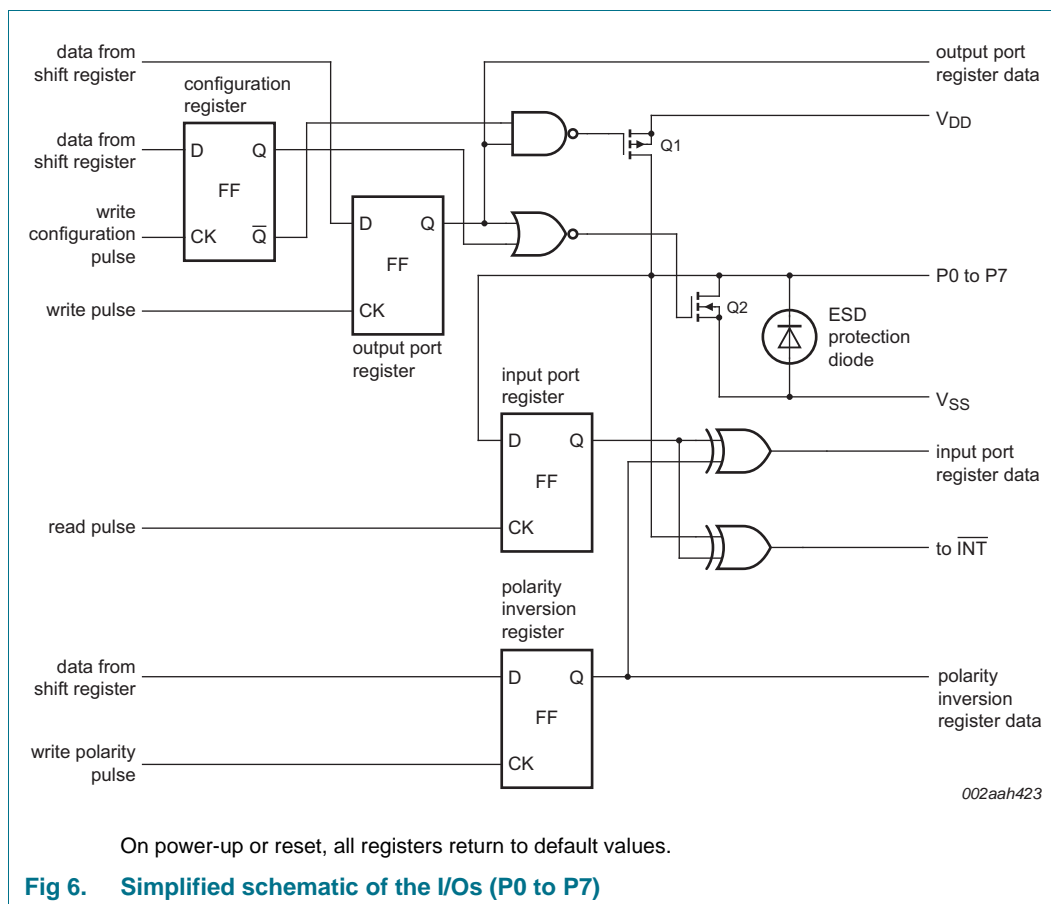 data from
shift register
configuration
register
data from
shift register
D
Q
FF
CK
Q
write
configuration
pulse
D
Q
FF
CK
write pulse
output port
register
output port
register data
VDD
Q1
P0 to P7
Q2
ESD
protection
diode
VSS
input port
register
D
Q
FF
CK
read pulse
input port
register data
to INT
polarity
inversion
register
data from
shift register
D
Q
FF
CK
write polarity
pulse
polarity
inversion
register data
002aah423
On power-up or reset, all registers return to default values.
Fig 6. Simplified schematic of the I/Os (P0 to P7)